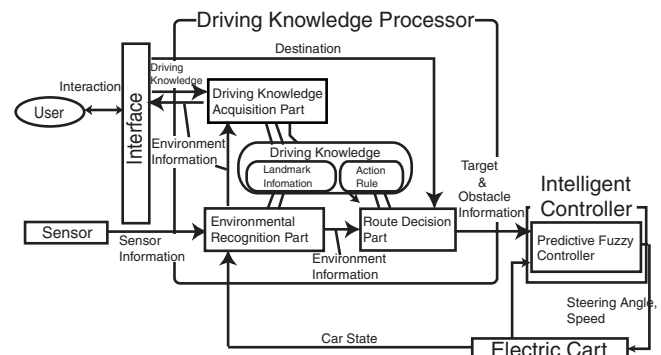 Driving Knowledge Processor
Destination
Driving
Knowledge
Interaction
User
Interface
Driving Knowledge
Acquisition Part
Environment
Information
Driving Knowledge
Landmark
Infomation
Action
Rule
Target
&
Obstacle
Information
Intelligent
Controller
Predictive Fuzzy
Controller
Sensor
Sensor
Information
Environmental
Recognition Part
Route Decision
Part
Environment
Information
Steering Angle,
Speed
Car State
Electric Cart